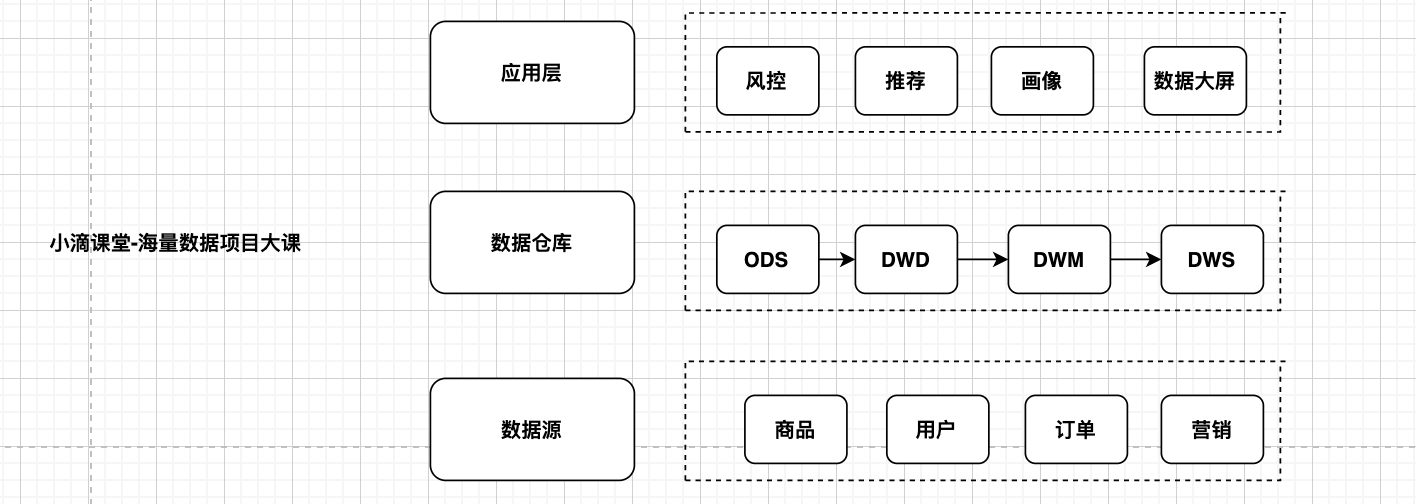 应用层
风控
推荐
画像
数据大屏
小滴课堂-海量数据项目大课
数据仓库
ODS
DWD
DWM
DWS
数据源
商品
用户
订单
营销